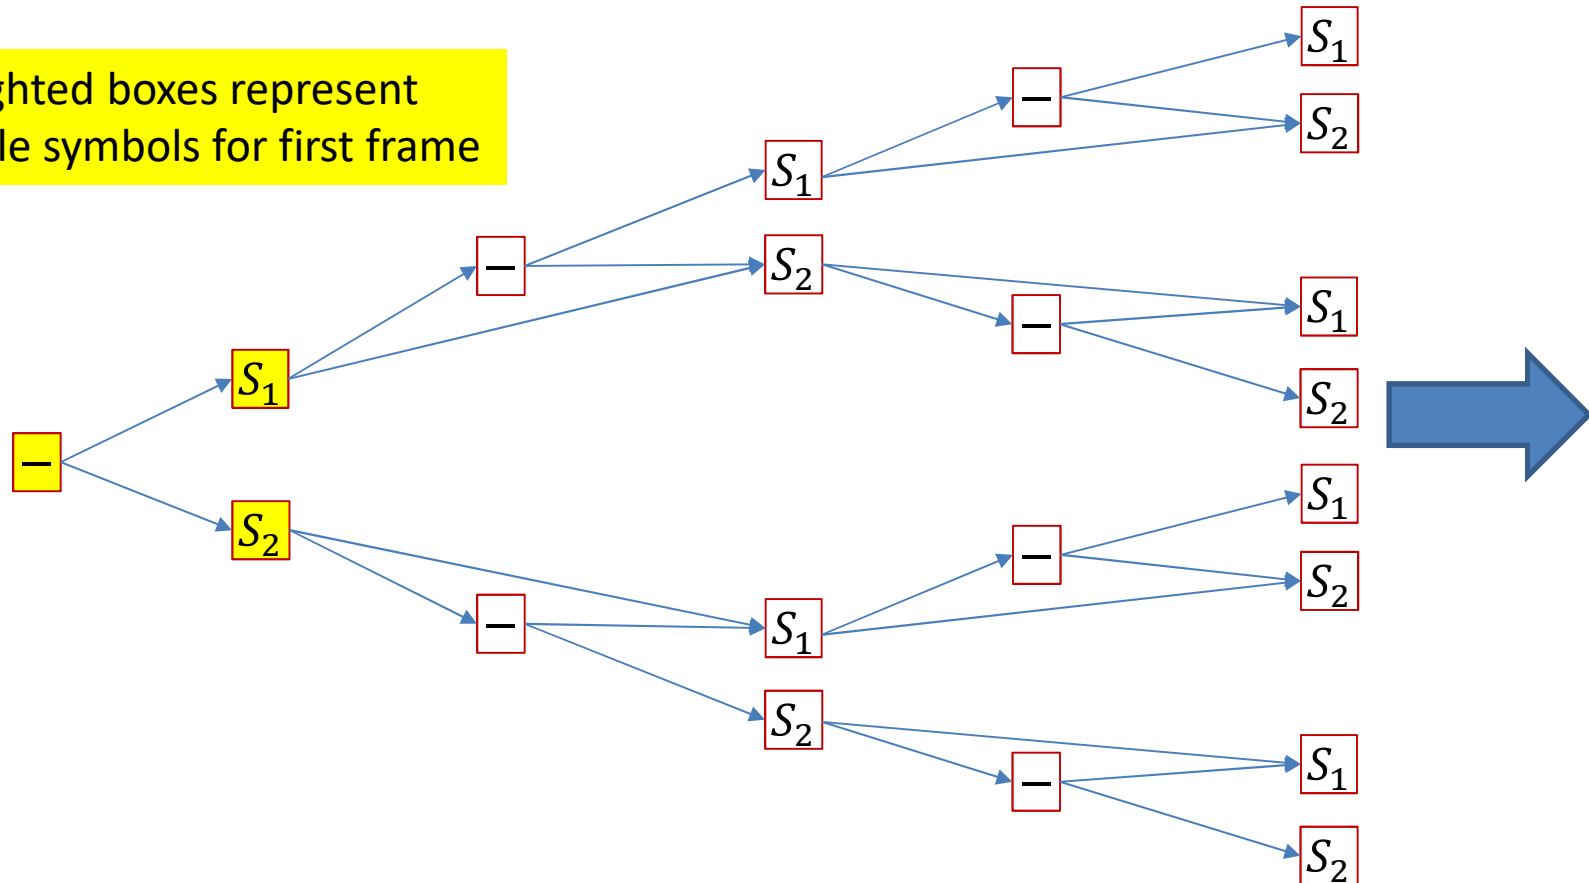 ghted boxes represent
le symbols for first frame
S₁
–
S₂
S₁
–
S₂
S₁
–
S₁
S₂
–
S₁
–
S₂
S₂
–
S₁
S₁
–
S₂
S₁
–
S₂